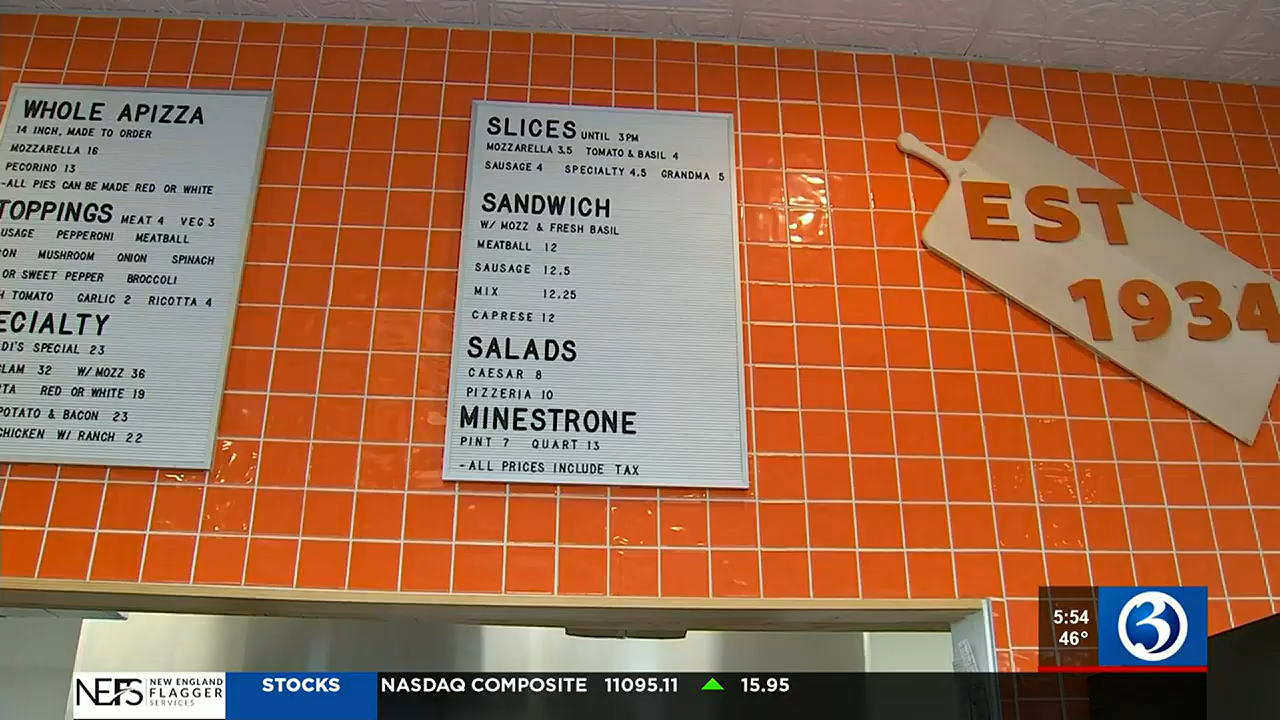 WHOLE APIZZA
14 INCH, MADE TO ORDER
MOZZARELLA 16
PECORINO 13
-ALL PIES CAN BE MADE RED OR WHITE
TOPPINGS MEAT 4 VEG 3
USAGE PEPPERONI MEATBALL
ON MUSHROOM ONION SPINACH
OR SWEET PEPPER BROCCOLI
H TOMATO GARLIC 2 RICOTTA 4
ECIALTY
DI'S SPECIAL 23
LAM 32 W/ MOZZ 36
TA RED OR WHITE 19
POTATO & BACON 23
CHICKEN W/ RANCH 22
SLICES UNTIL 3PM
MOZZARELLA 3.5 TOMATO & BASIL 4
SAUSAGE 4 SPECIALTY 4.5 GRANDMA 5
SANDWICH
W/ MOZZ & FRESH BASIL
MEATBALL 12
SAUSAGE 12.5
MIX 12.25
CAPRESE 12
SALADS
CAESAR 8
PIZZERIA 10
MINESTRONE
PINT 7 QUART 13
-ALL PRICES INCLUDE TAX
EST
1934
5:54
46°
3
NEFS NEW ENGLAND
FLAGGER
SERVICES
STOCKS NASDAQ COMPOSITE 11095.11 15.95